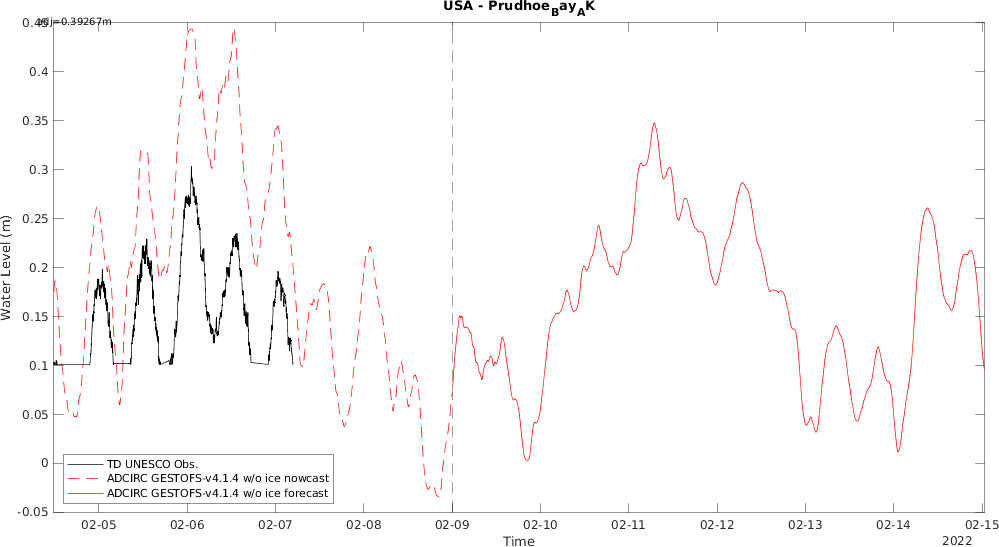 USA - Prudhoe_Bay_AK
=0.39267m
0.45
0.4
0.35
0.3
0.25
0.2
0.15
0.1
0.05
0
-0.05
Water Level (m)
TD UNESCO Obs.
ADCIRC GESTOFS-v4.1.4 w/o ice nowcast
ADCIRC GESTOFS-v4.1.4 w/o ice forecast
02-05 02-06 02-07 02-08 02-09 02-10 02-11 02-12 02-13 02-14 02-15
Time
2022